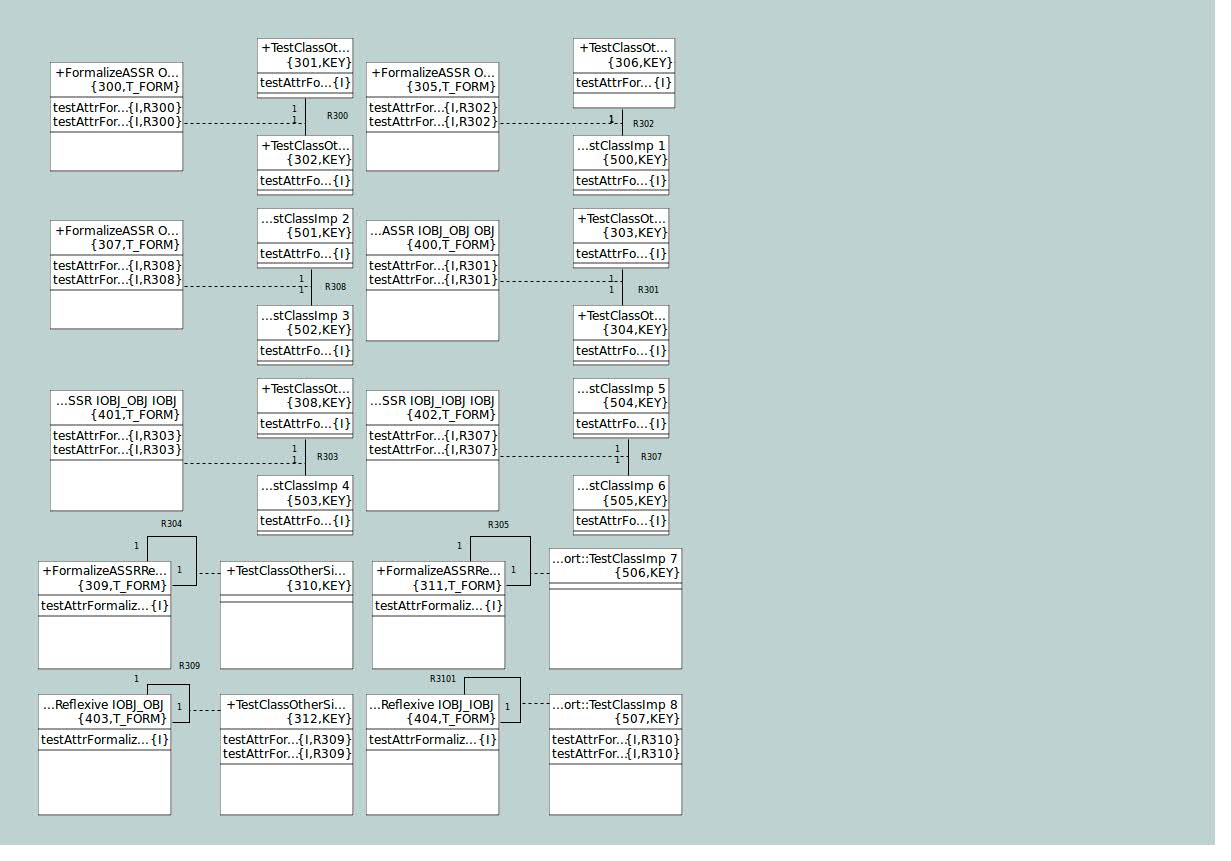 +FormalizeASSR O...
{300,T_FORM}
testAttrFor...{I,R300}
testAttrFor...{I,R300}
+TestClassOt...
{301,KEY}
testAttrFo...{I}
1
1
R300
+TestClassOt...
{302,KEY}
testAttrFo...{I}
+FormalizeASSR O...
{305,T_FORM}
testAttrFor...{I,R302}
testAttrFor...{I,R302}
+TestClassOt...
{306,KEY}
testAttrFor...{I}
1
R302
...stClassImp 1
{500,KEY}
testAttrFo...{I}
+FormalizeASSR O...
{307,T_FORM}
testAttrFor...{I,R308}
testAttrFor...{I,R308}
...stClassImp 2
{501,KEY}
testAttrFo...{I}
1
1
R308
...stClassImp 3
{502,KEY}
testAttrFo...{I}
...ASSR IOBJ_OBJ OBJ
{400,T_FORM}
testAttrFor...{I,R301}
testAttrFor...{I,R301}
+TestClassOt...
{303,KEY}
testAttrFo...{I}
1
1
R301
+TestClassOt...
{304,KEY}
testAttrFo...{I}
...SSR IOBJ_OBJ IOBJ
{401,T_FORM}
testAttrFor...{I,R303}
testAttrFor...{I,R303}
+TestClassOt...
{308,KEY}
testAttrFo...{I}
1
1
R303
...stClassImp 4
{503,KEY}
testAttrFo...{I}
...SSR IOBJ_IOBJ IOBJ
{402,T_FORM}
testAttrFor...{I,R307}
testAttrFor...{I,R307}
...stClassImp 5
{504,KEY}
testAttrFo...{I}
1
1
R307
...stClassImp 6
{505,KEY}
testAttrFo...{I}
R304
1
1
+FormalizeASSRRe...
{309,T_FORM}
testAttrFormaliz...{I}
+TestClassOtherSi...
{310,KEY}
R305
1
1
+FormalizeASSRRe...
{311,T_FORM}
testAttrFormaliz...{I}
...ort::TestClassImp 7
{506,KEY}
R309
1
1
...Reflexive IOBJ_OBJ
{403,T_FORM}
testAttrFormaliz...{I}
+TestClassOtherSi...
{312,KEY}
testAttrFor...{I,R309}
testAttrFor...{I,R309}
R3101
1
...Reflexive IOBJ_IOBJ
{404,T_FORM}
testAttrFormaliz...{I}
...ort::TestClassImp 8
{507,KEY}
testAttrFor...{I,R310}
testAttrFor...{I,R310}